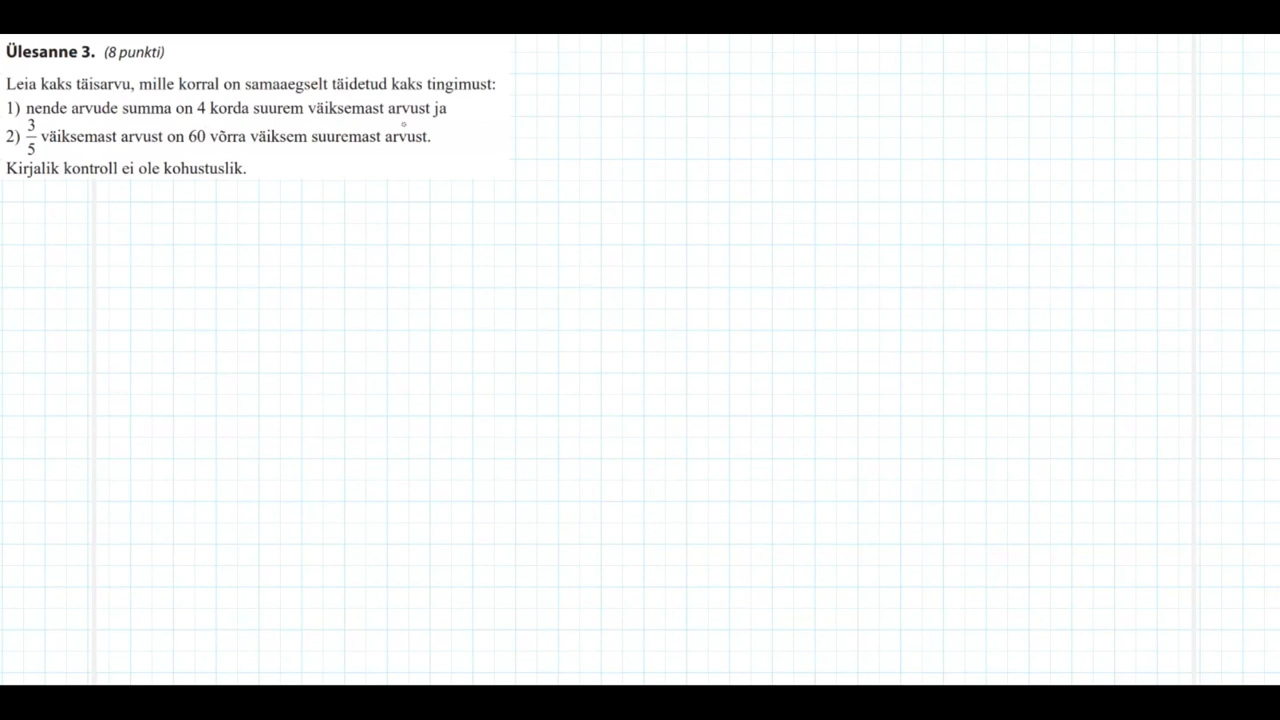 Ülesanne 3. (8 punkti)
Leia kaks täisarvu, mille korral on samaaegselt täidetud kaks tingimust:
1) nende arvude summa on 4 korda suurem väiksemast arvust ja
2) 3/5 väiksemast arvust on 60 võrra väiksem suuremast arvust.
Kirjalik kontroll ei ole kohustuslik.